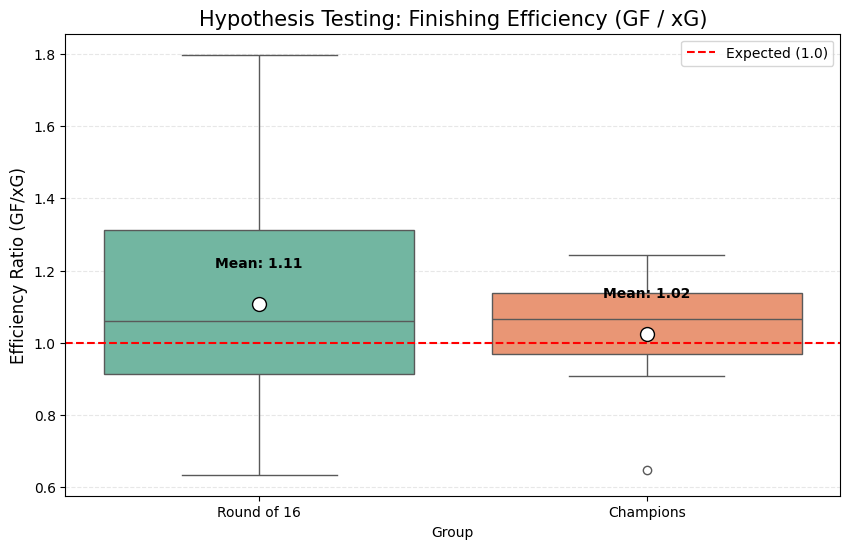 Hypothesis Testing: Finishing Efficiency (GF / xG)
Expected (1.0)
Efficiency Ratio (GF/xG)
1.8
1.6
1.4
1.2
1.0
0.8
0.6
Mean: 1.11
Mean: 1.02
Round of 16
Champions
Group